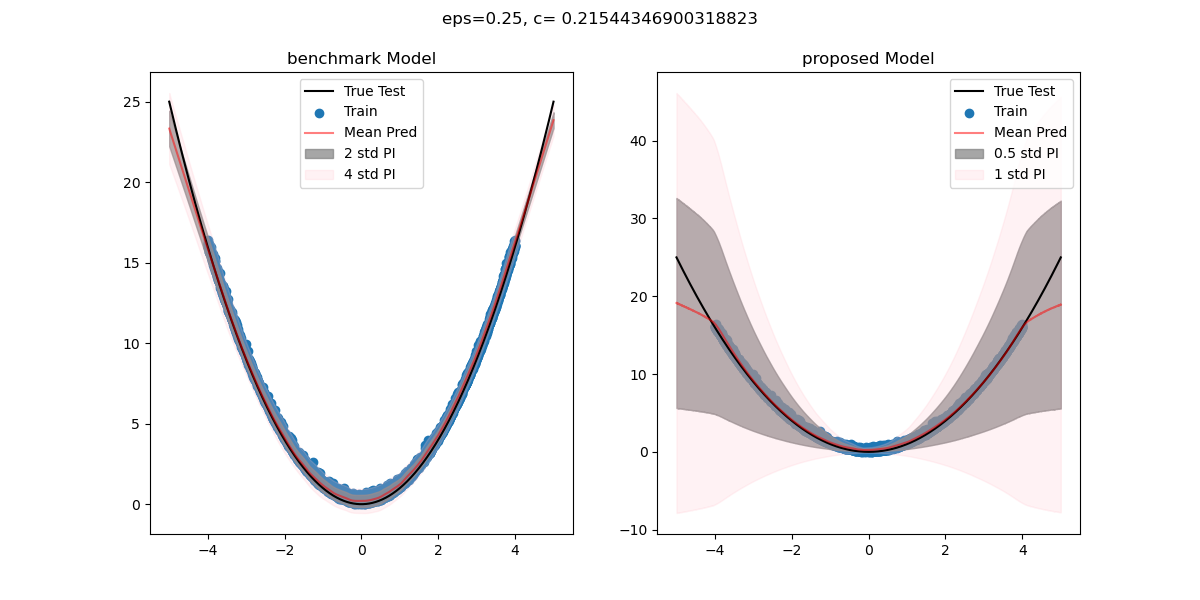 eps=0.25, c= 0.21544346900318823
benchmark Model
True Test
Train
Mean Pred
2 std PI
4 std PI
25
20
15
10
5
0
−4
−2
0
2
4
proposed Model
True Test
Train
Mean Pred
0.5 std PI
1 std PI
40
30
20
10
0
−10
−4
−2
0
2
4